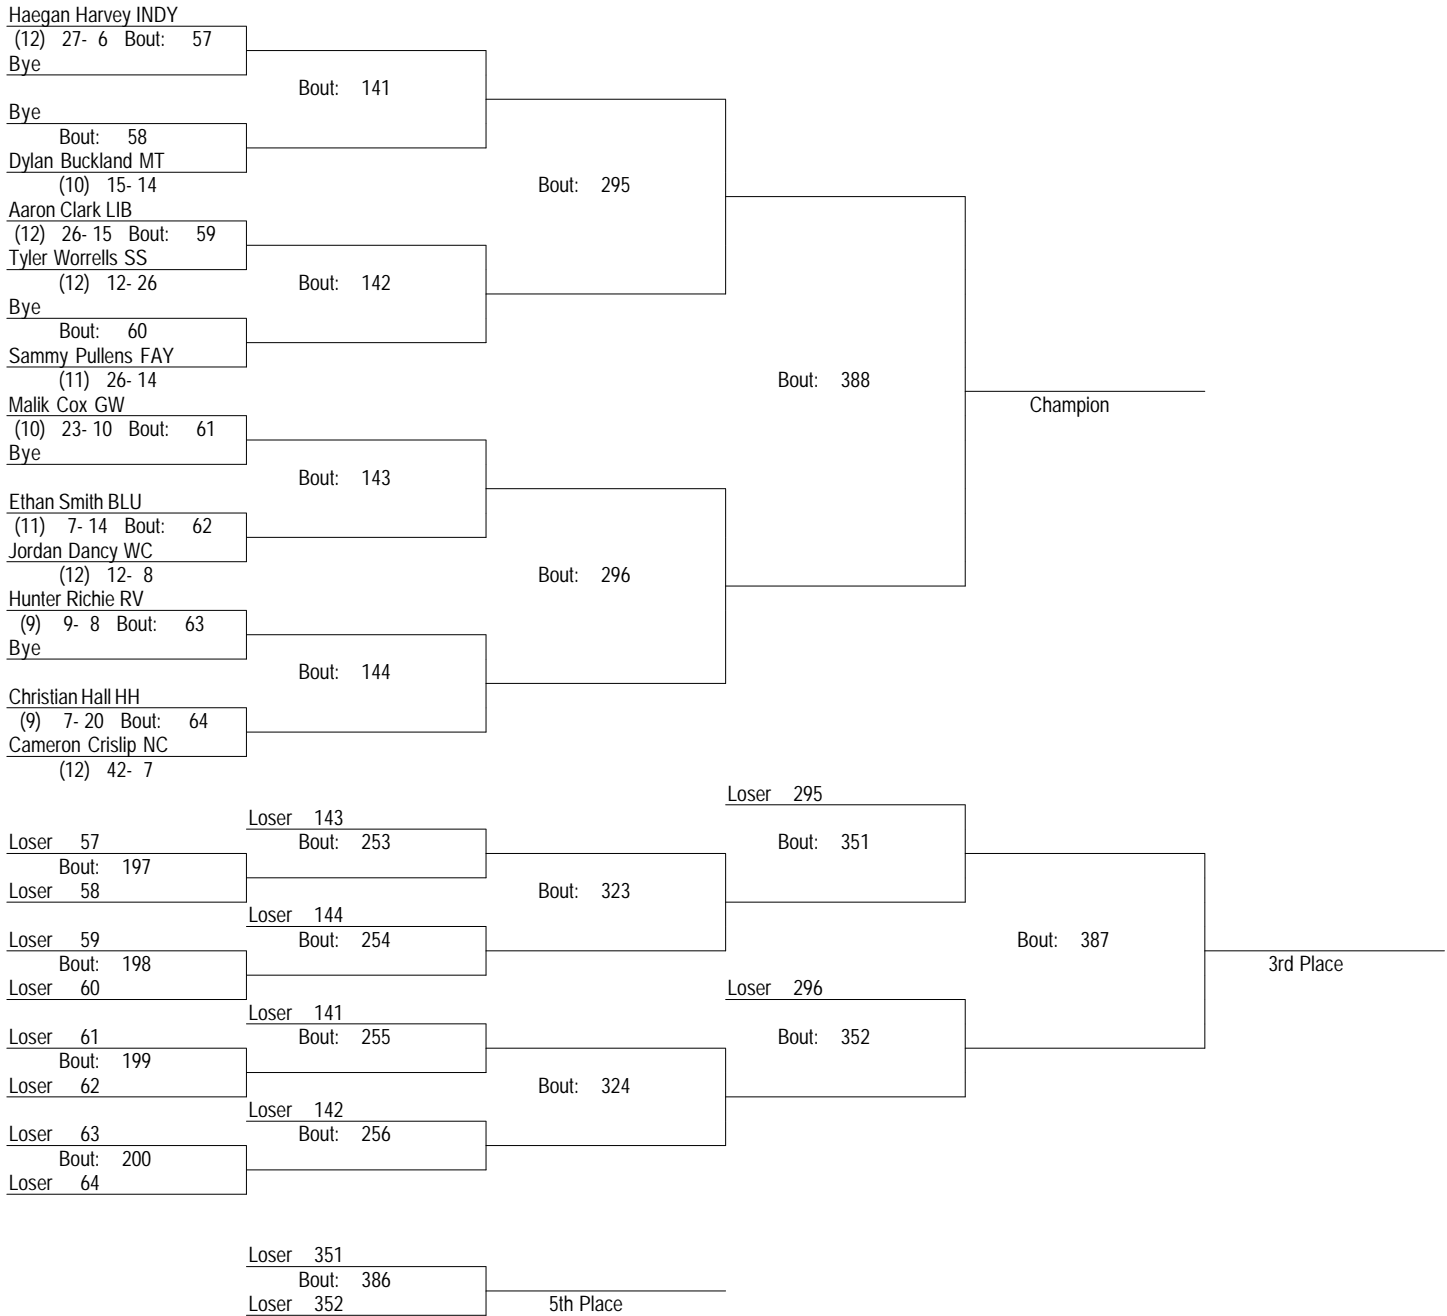 Haegan Harvey INDY
(12) 27- 6 Bout: 57
Bye
Bout: 141
Bye
Bout: 58
Dylan Buckland MT
(10) 15- 14
Bout: 295
Aaron Clark LIB
(12) 26- 15 Bout: 59
Tyler Worrells SS
(12) 12- 26
Bout: 142
Bye
Bout: 60
Sammy Pullens FAY
(11) 26- 14
Bout: 388
Champion
Malik Cox GW
(10) 23- 10 Bout: 61
Bye
Bout: 143
Ethan Smith BLU
(11) 7- 14 Bout: 62
Jordan Dancy WC
(12) 12- 8
Bout: 296
Hunter Richie RV
(9) 9- 8 Bout: 63
Bye
Bout: 144
Christian Hall HH
(9) 7- 20 Bout: 64
Cameron Crislip NC
(12) 42- 7
Loser 295
Loser 143
Loser 57
Bout: 253
Bout: 351
Bout: 197
Loser 58
Bout: 323
Loser 144
Loser 59
Bout: 254
Bout: 387
Bout: 198
3rd Place
Loser 60
Loser 296
Loser 141
Loser 61
Bout: 255
Bout: 352
Bout: 199
Loser 62
Bout: 324
Loser 142
Loser 63
Bout: 256
Bout: 200
Loser 64
Loser 351
Bout: 386
Loser 352
5th Place